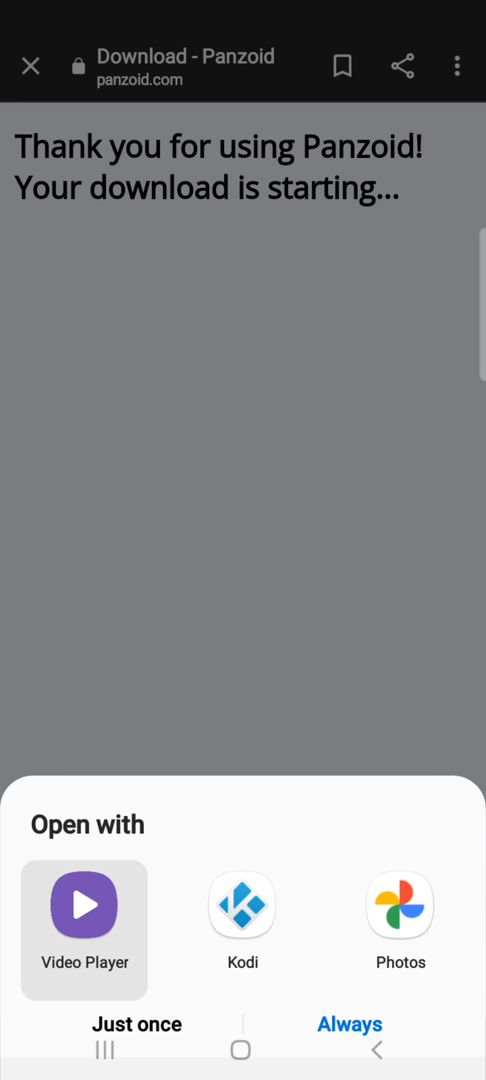 Download - Panzoid
panzoid.com
Thank you for using Panzoid!
Your download is starting...
Open with
Video Player
Kodi
Photos
Just once
Always